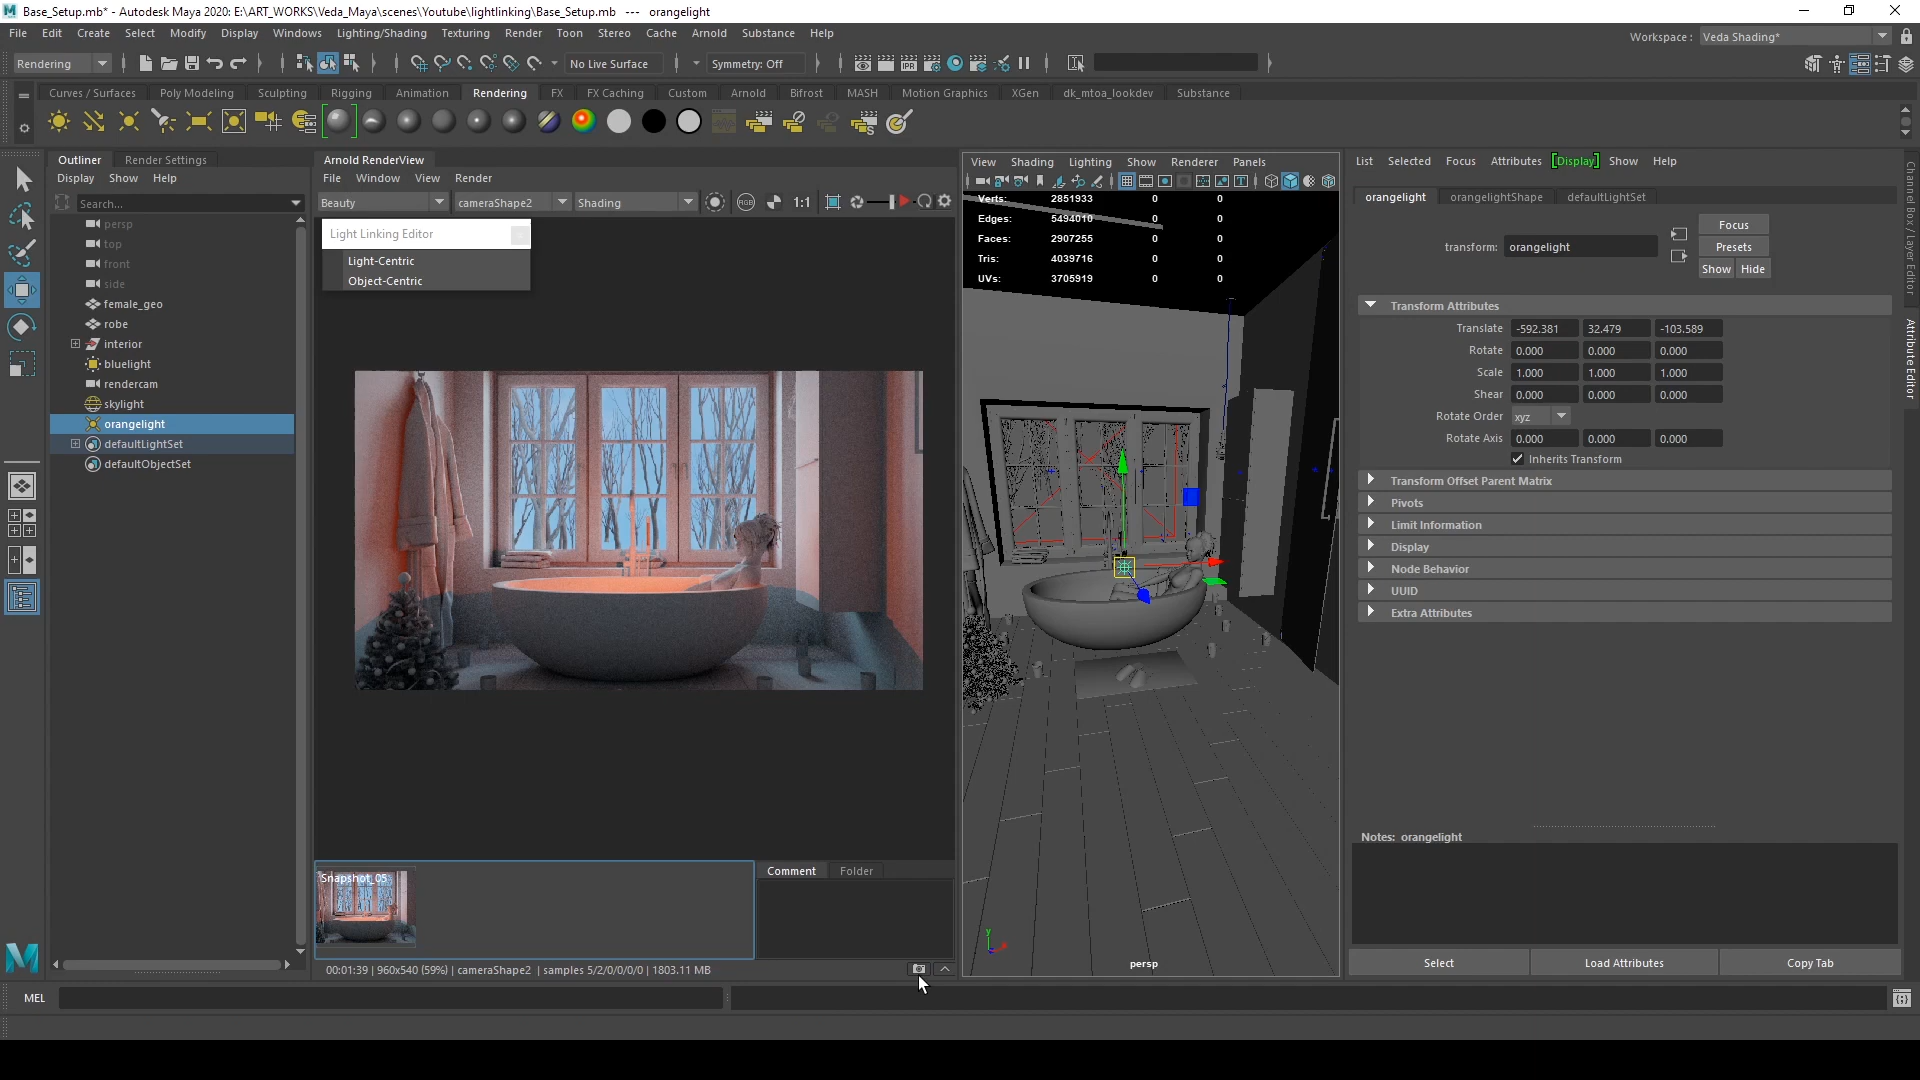 Base_Setup.mb* - Autodesk Maya 2020: E:\ART_WORKS\Veda_Maya\scenes\Youtube\lightlinking\Base_Setup.mb --- orangelight
File Edit Create Select Modify Display Windows Lighting/Shading Texturing Render Toon Stereo Cache Arnold Substance Help
Workspace : Veda Shading*
Rendering No Live Surface Symmetry: Off
Curves / Surfaces Poly Modeling Sculpting Rigging Animation Rendering FX FX Caching Custom Arnold Bifrost MASH Motion Graphics XGen dk_mtoa_lookdev Substance
Outliner Render Settings
Display Show Help
Search...
persp
top
front
side
female_geo
robe
interior
bluelight
rendercam
skylight
orangelight
defaultLightSet
defaultObjectSet
Arnold RenderView
File Window View Render
Beauty cameraShape2 Shading RGB 1:1
Light Linking Editor
Light-Centric
Object-Centric
Snapshot_05
Comment Folder
00:01:39 | 960x540 (59%) | cameraShape2 | samples 5/2/0/0/0/0 | 1803.11 MB
View Shading Lighting Show Renderer Panels
Verts: 2851933 0 0
Edges: 5494010 0 0
Faces: 2907255 0 0
Tris: 4039716 0 0
UVs: 3705919 0 0
y
persp
List Selected Focus Attributes [Display] Show Help
orangelight orangelightShape defaultLightSet
transform: orangelight
Focus
Presets
Show Hide
Transform Attributes
Translate -592.381 32.479 -103.589
Rotate 0.000 0.000 0.000
Scale 1.000 1.000 1.000
Shear 0.000 0.000 0.000
Rotate Order xyz
Rotate Axis 0.000 0.000 0.000
Inherits Transform
Transform Offset Parent Matrix
Pivots
Limit Information
Display
Node Behavior
UUID
Extra Attributes
Notes: orangelight
Select Load Attributes Copy Tab
Channel Box / Layer Editor
Attribute Editor
MEL